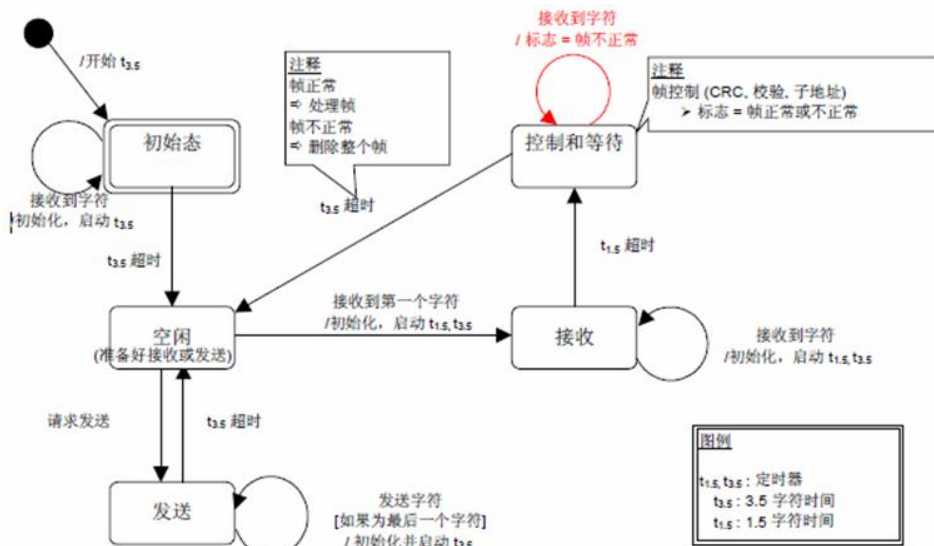 /开始 t3.5
初始态
接收到字符
/初始化，启动 t3.5
t3.5 超时
注释
帧正常
⇨ 处理帧
帧不正常
⇨ 删除整个帧
t3.5 超时
接收到字符
/ 标志 = 帧不正常
控制和等待
注释
帧控制 (CRC, 校验, 子地址)
➢ 标志 = 帧正常或不正常
t1.5 超时
空闲
(准备好接收或发送)
接收到第一个字符
/初始化，启动 t1.5, t3.5
接收
接收到字符
/初始化，启动 t1.5, t3.5
请求发送
t3.5 超时
发送
发送字符
[如果为最后一个字符]
/ 初始化并启动 t3.5
图例
t1.5, t3.5 : 定时器
t3.5 : 3.5 字符时间
t1.5 : 1.5 字符时间